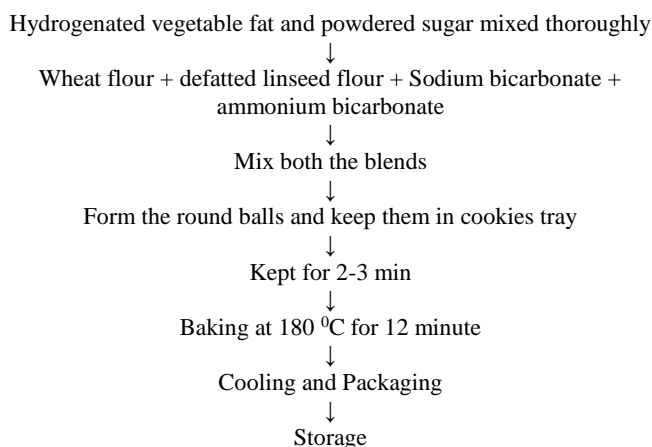 Hydrogenated vegetable fat and powdered sugar mixed thoroughly
↓
Wheat flour + defatted linseed flour + Sodium bicarbonate +
ammonium bicarbonate
↓
Mix both the blends
↓
Form the round balls and keep them in cookies tray
↓
Kept for 2-3 min
↓
Baking at 180 ⁰C for 12 minute
↓
Cooling and Packaging
↓
Storage